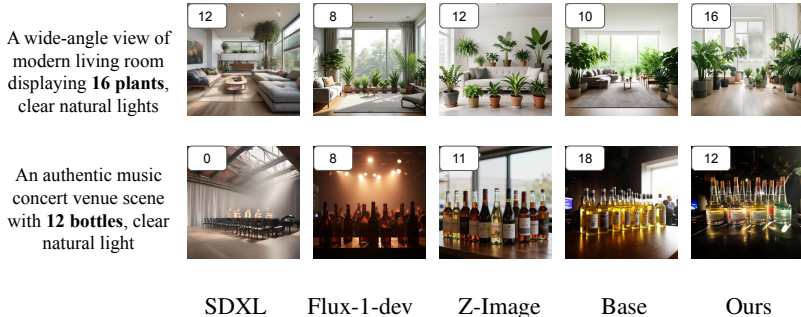 A wide-angle view of
modern living room
displaying 16 plants,
clear natural lights
12
8
12
10
16
An authentic music
concert venue scene
with 12 bottles, clear
natural light
0
8
11
18
12
SDXL
Flux-1-dev
Z-Image
Base
Ours